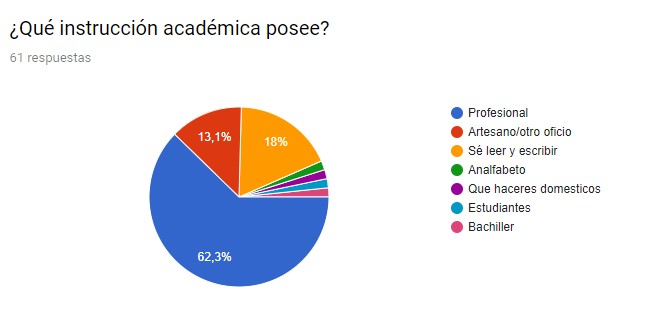 ¿Qué instrucción académica posee?
61 respuestas
13,1%
18%
62,3%
Profesional
Artesano/otro oficio
Sé leer y escribir
Analfabeto
Que haceres domesticos
Estudiantes
Bachiller